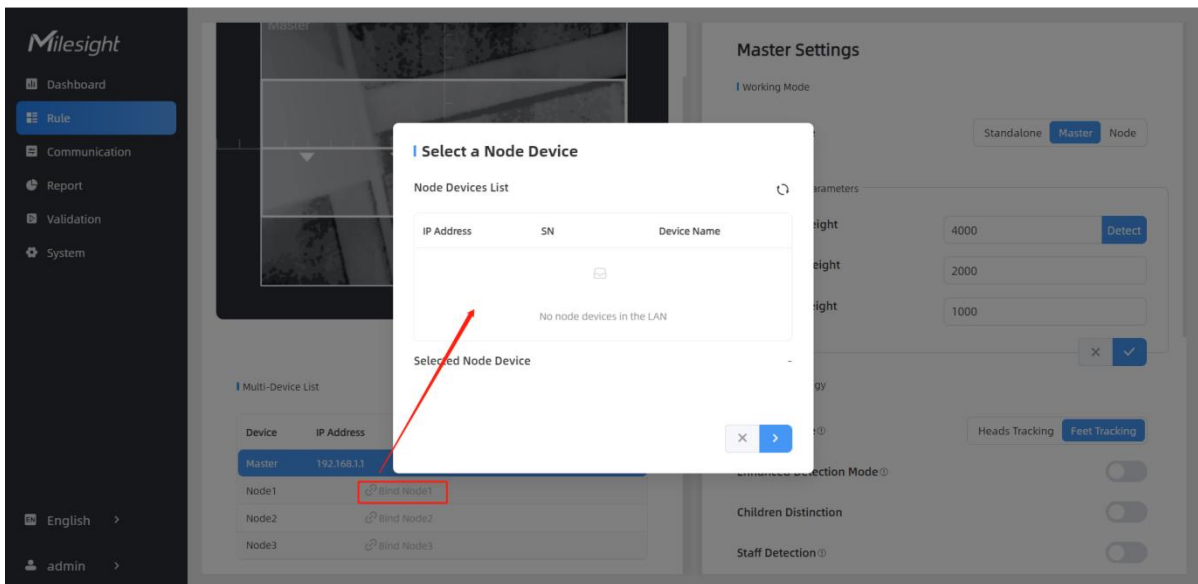 Milesight
Dashboard
Rule
Communication
Report
Validation
System
English
admin
Master
Multi-Device List
Device IP Address
Master 192.168.1.1
Node1 Bind Node1
Node2 Bind Node2
Node3 Bind Node3
Select a Node Device
Node Devices List
IP Address SN Device Name
No node devices in the LAN
Selected Node Device -
Master Settings
Working Mode
Standalone Master Node
arameters
eight 4000 Detect
eight 2000
eight 1000
gy
Heads Tracking Feet Tracking
Enhanced Detection Mode
Children Distinction
Staff Detection